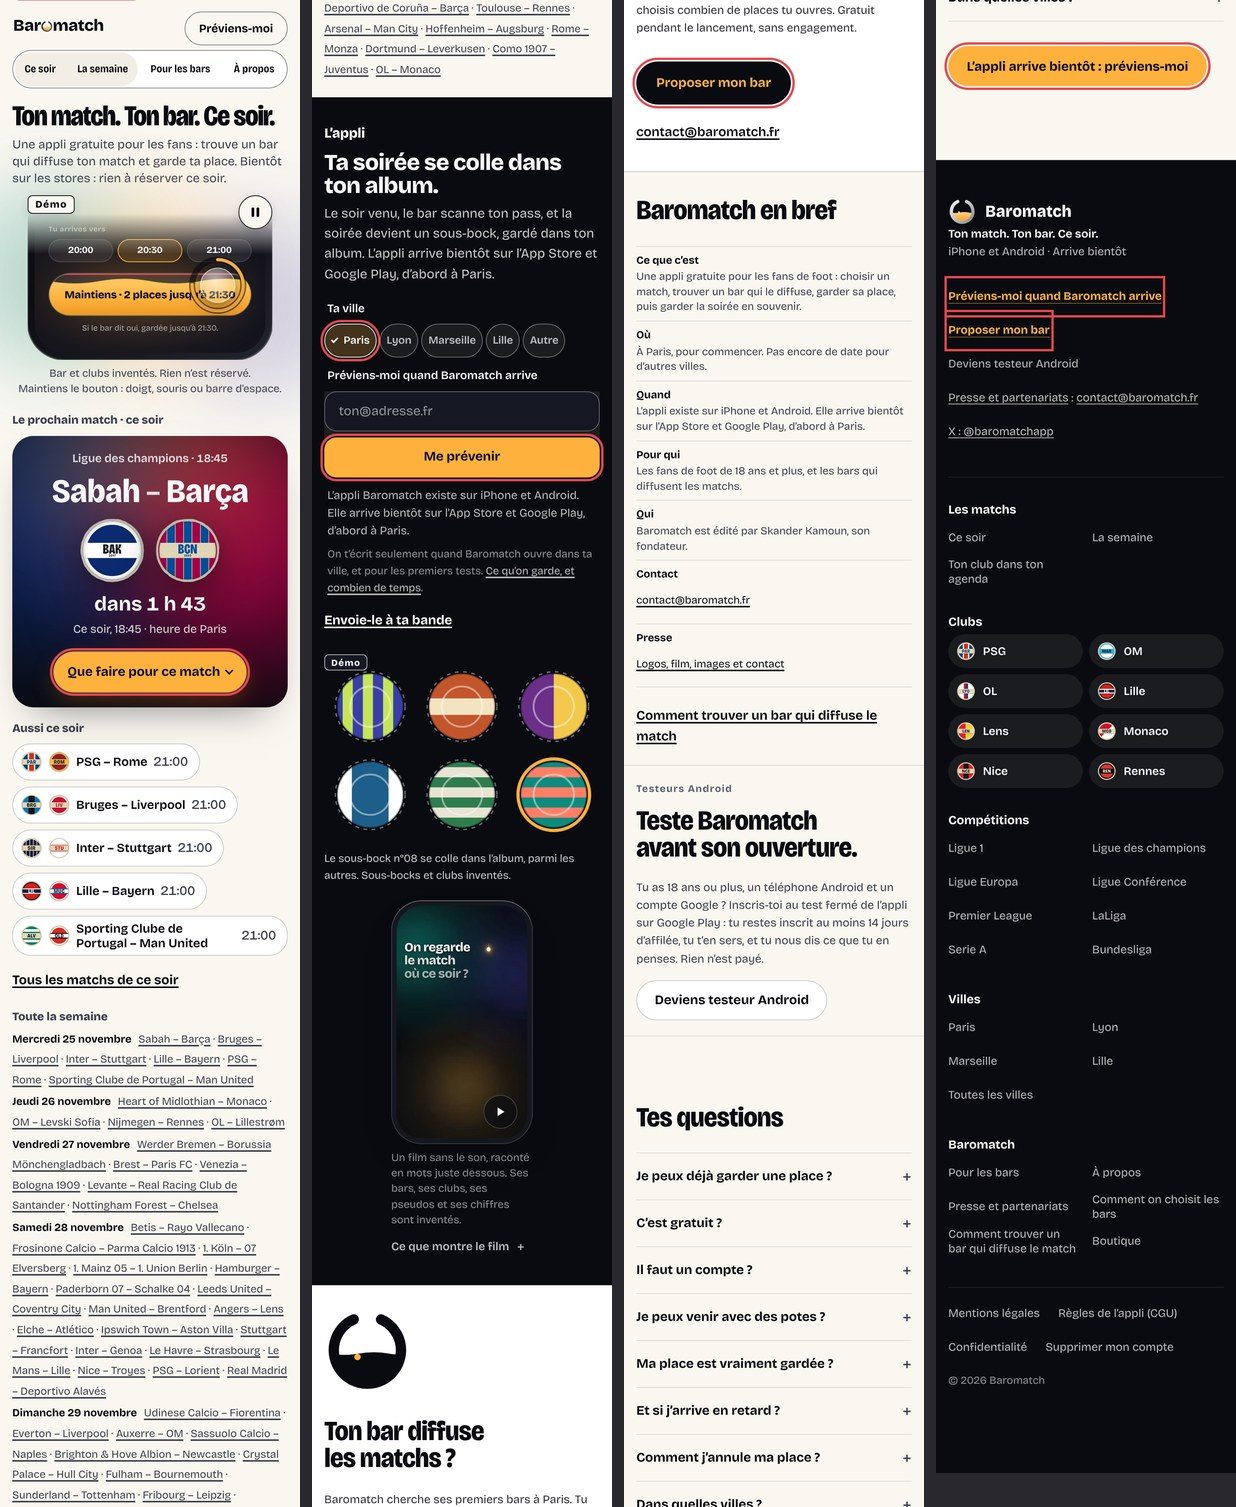 Baromatch
Préviens-moi
Ce soir
La semaine
Pour les bars
À propos
Ton match. Ton bar. Ce soir.
Une appli gratuite pour les fans : trouve un bar
qui diffuse ton match et garde ta place. Bientôt
sur les stores : rien à réserver ce soir.
Démo
Tu arrives vers
20:00
20:30
21:00
Maintiens · 2 places jusqu'à 21:30
Si le bar dit oui, gardée jusqu'à 21:30.
Bar et clubs inventés. Rien n'est réservé.
Maintiens le bouton : doigt, souris ou barre d'espace.
Le prochain match · ce soir
Ligue des champions · 18:45
Sabah – Barça
BAK
BCN
dans 1 h 43
Ce soir, 18:45 · heure de Paris
Que faire pour ce match
Aussi ce soir
PSG – Rome 21:00
Bruges – Liverpool 21:00
Inter – Stuttgart 21:00
Lille – Bayern 21:00
Sporting Clube de
Portugal – Man United
21:00
Tous les matchs de ce soir
Toute la semaine
Mercredi 25 novembre Sabah – Barça · Bruges –
Liverpool · Inter – Stuttgart · Lille – Bayern · PSG –
Rome · Sporting Clube de Portugal – Man United
Jeudi 26 novembre Heart of Midlothian – Monaco ·
OM – Levski Sofia · Nijmegen – Rennes · OL – Lillestrøm
Vendredi 27 novembre Werder Bremen – Borussia
Mönchengladbach · Brest – Paris FC · Venezia –
Bologna 1909 · Levante – Real Racing Club de
Santander · Nottingham Forest – Chelsea
Samedi 28 novembre Betis – Rayo Vallecano ·
Frosinone Calcio – Parma Calcio 1913 · 1. Köln – 07
Elversberg · 1. Mainz 05 – 1. Union Berlin · Hamburger –
Bayern · Paderborn 07 – Schalke 04 · Leeds United –
Coventry City · Man United – Brentford · Angers – Lens
· Elche – Atlético · Ipswich Town – Aston Villa · Stuttgart
– Francfort · Inter – Genoa · Le Havre – Strasbourg · Le
Mans – Lille · Nice – Troyes · PSG – Lorient · Real Madrid
– Deportivo Alavés
Dimanche 29 novembre Udinese Calcio – Fiorentina ·
Everton – Liverpool · Auxerre – OM · Sassuolo Calcio –
Naples · Brighton & Hove Albion – Newcastle · Crystal
Palace – Hull City · Fulham – Bournemouth ·
Sunderland – Tottenham · Fribourg – Leipzig ·
Deportivo de Coruña – Barça · Toulouse – Rennes ·
Arsenal – Man City · Hoffenheim – Augsburg · Rome –
Monza · Dortmund – Leverkusen · Como 1907 –
Juventus · OL – Monaco
L'appli
Ta soirée se colle dans
ton album.
Le soir venu, le bar scanne ton pass, et la
soirée devient un sous-bock, gardé dans ton
album. L'appli arrive bientôt sur l'App Store et
Google Play, d'abord à Paris.
Ta ville
Paris
Lyon
Marseille
Lille
Autre
Préviens-moi quand Baromatch arrive
ton@adresse.fr
Me prévenir
L'appli Baromatch existe sur iPhone et Android.
Elle arrive bientôt sur l'App Store et Google Play,
d'abord à Paris.
On t'écrit seulement quand Baromatch ouvre dans ta
ville, et pour les premiers tests. Ce qu'on garde, et
combien de temps.
Envoie-le à ta bande
Démo
Le sous-bock n°08 se colle dans l'album, parmi les
autres. Sous-bocks et clubs inventés.
On regarde
le match
où ce soir ?
Un film sans le son, raconté
en mots juste dessous. Ses
bars, ses clubs, ses
pseudos et ses chiffres
sont inventés.
Ce que montre le film +
Ton bar diffuse
les matchs ?
Baromatch cherche ses premiers bars à Paris. Tu
choisis combien de places tu ouvres. Gratuit
pendant le lancement, sans engagement.
Proposer mon bar
contact@baromatch.fr
Baromatch en bref
Ce que c'est
Une appli gratuite pour les fans de foot : choisir un
match, trouver un bar qui le diffuse, garder sa place,
puis garder la soirée en souvenir.
Où
À Paris, pour commencer. Pas encore de date pour
d'autres villes.
Quand
L'appli existe sur iPhone et Android. Elle arrive bientôt
sur l'App Store et Google Play, d'abord à Paris.
Pour qui
Les fans de foot de 18 ans et plus, et les bars qui
diffusent les matchs.
Qui
Baromatch est édité par Skander Kamoun, son
fondateur.
Contact
contact@baromatch.fr
Presse
Logos, film, images et contact
Comment trouver un bar qui diffuse le
match
Testeurs Android
Teste Baromatch
avant son ouverture.
Tu as 18 ans ou plus, un téléphone Android et un
compte Google ? Inscris-toi au test fermé de l'appli
sur Google Play : tu restes inscrit au moins 14 jours
d'affilée, tu t'en sers, et tu nous dis ce que tu en
penses. Rien n'est payé.
Deviens testeur Android
Tes questions
Je peux déjà garder une place ? +
C'est gratuit ? +
Il faut un compte ? +
Je peux venir avec des potes ? +
Ma place est vraiment gardée ? +
Et si j'arrive en retard ? +
Comment j'annule ma place ? +
Dans quelles villes ? +
L'appli arrive bientôt : préviens-moi
Baromatch
Ton match. Ton bar. Ce soir.
iPhone et Android · Arrive bientôt
Préviens-moi quand Baromatch arrive
Proposer mon bar
Deviens testeur Android
Presse et partenariats : contact@baromatch.fr
X : @baromatchapp
Les matchs
Ce soir
La semaine
Ton club dans ton
agenda
Clubs
PSG
OM
OL
Lille
Lens
Monaco
Nice
Rennes
Compétitions
Ligue 1
Ligue des champions
Ligue Europa
Ligue Conférence
Premier League
LaLiga
Serie A
Bundesliga
Villes
Paris
Lyon
Marseille
Lille
Toutes les villes
Baromatch
Pour les bars
À propos
Presse et partenariats
Comment on choisit les
bars
Comment trouver un
bar qui diffuse le match
Boutique
Mentions légales
Règles de l'appli (CGU)
Confidentialité
Supprimer mon compte
© 2026 Baromatch